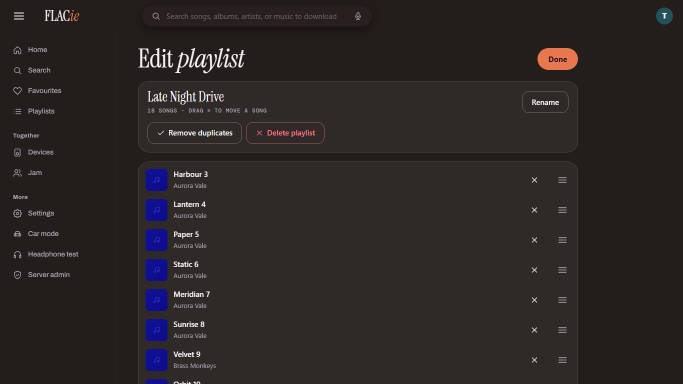 FLACie
Search songs, albums, artists, or music to download
T
Home
Search
Favourites
Playlists
Together
Devices
Jam
More
Settings
Car mode
Headphone test
Server admin
Edit playlist
Done
Late Night Drive
18 SONGS · DRAG ≡ TO MOVE A SONG
Rename
Remove duplicates
Delete playlist
Harbour 3
Aurora Vale
Lantern 4
Aurora Vale
Paper 5
Aurora Vale
Static 6
Aurora Vale
Meridian 7
Aurora Vale
Sunrise 8
Aurora Vale
Velvet 9
Brass Monkeys
Orbit 10